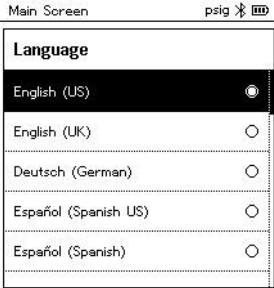 Main Screen psig
Language
English (US)
English (UK)
Deutsch (German)
Español (Spanish US)
Español (Spanish)